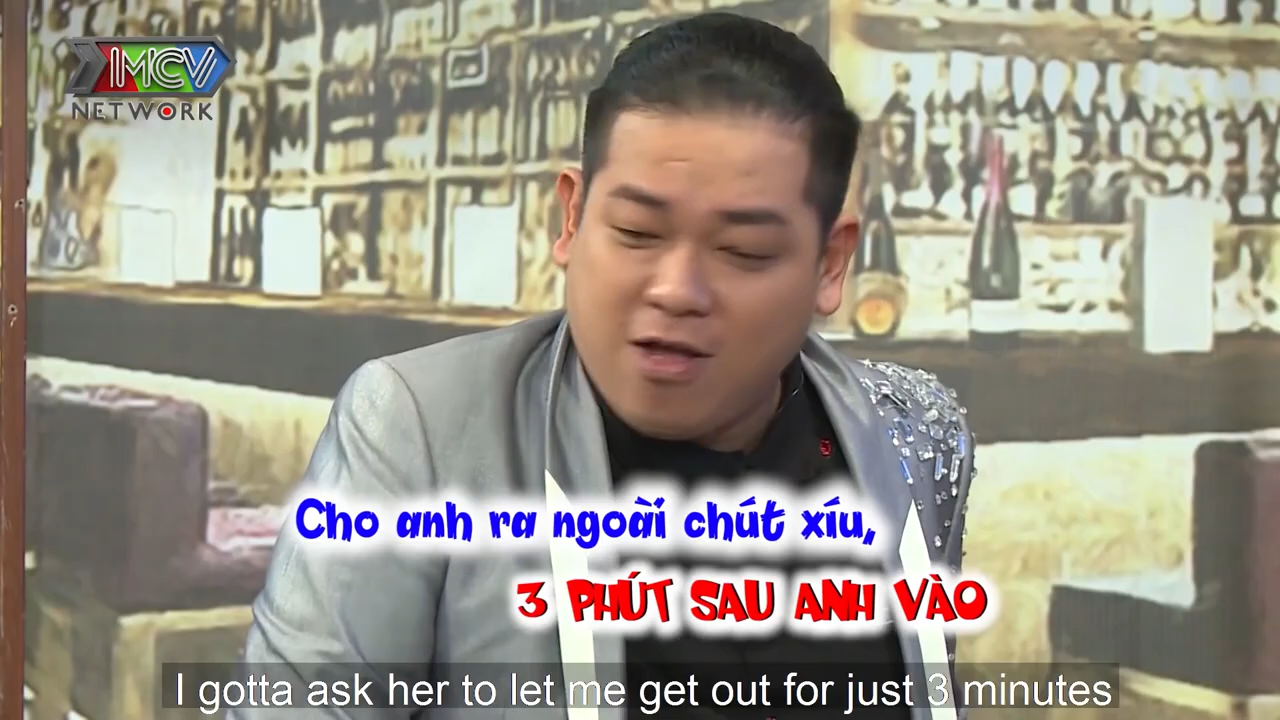 MCV
NETWORK
Cho anh ra ngoài chút xíu,
3 PHÚT SAU ANH VÀO
I gotta ask her to let me get out for just 3 minutes